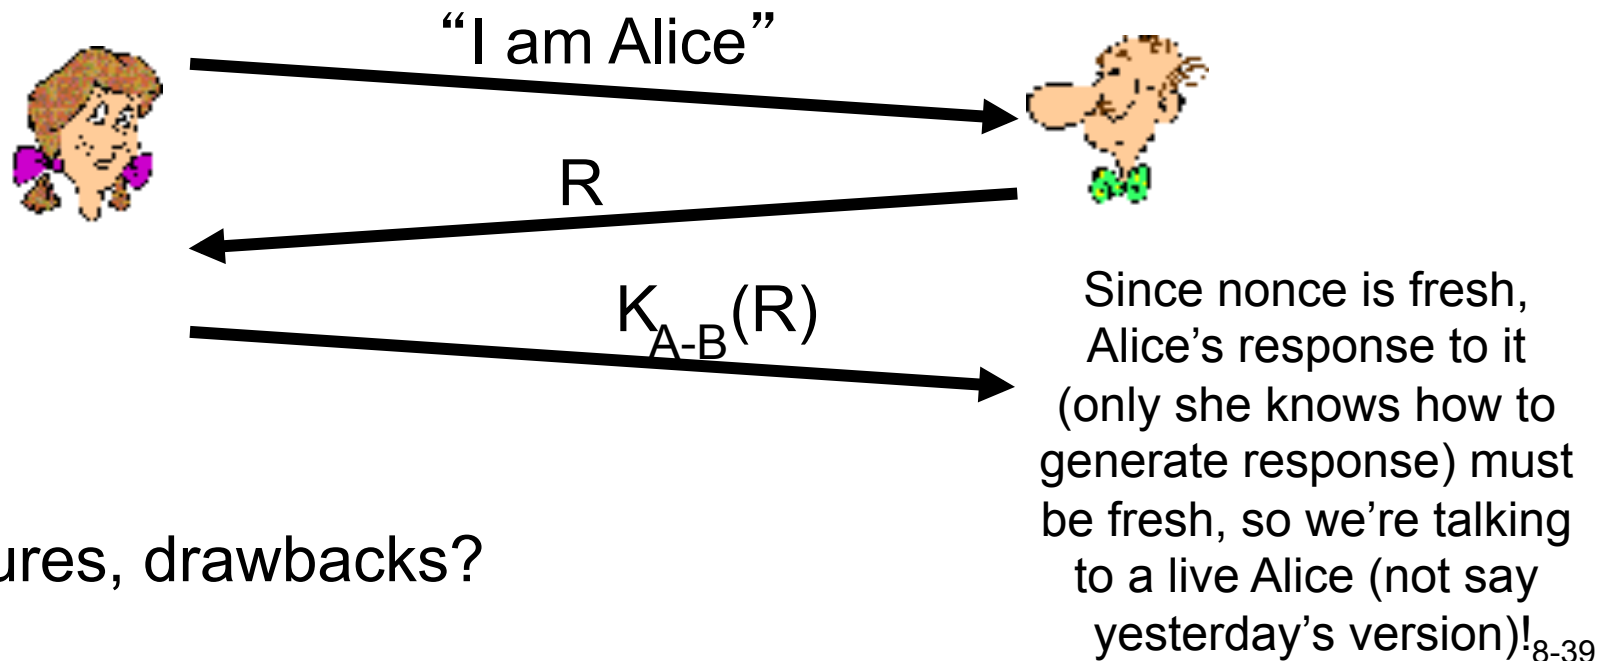 “I am Alice”
R
K A-B (R)
Since nonce is fresh,
Alice’s response to it
(only she knows how to
generate response) must
be fresh, so we’re talking
to a live Alice (not say
yesterday’s version)!
ures, drawbacks?
8-39